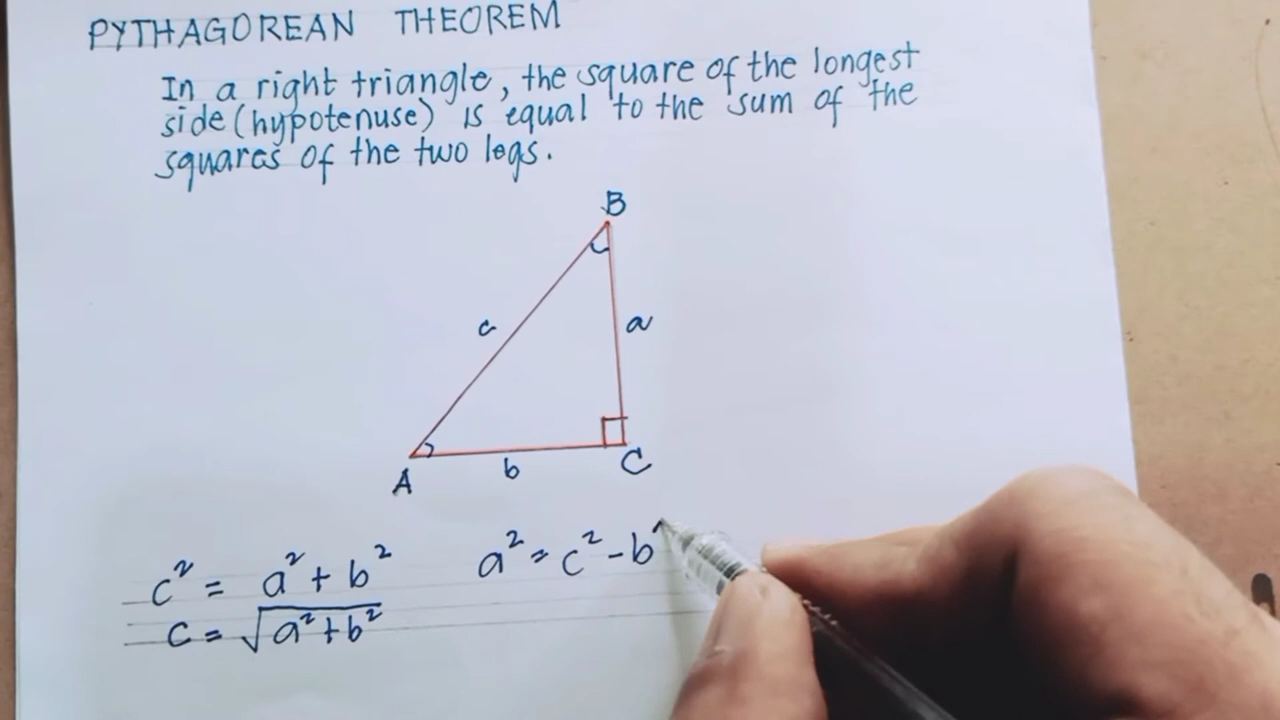 PYTHAGOREAN THEOREM
In a right triangle, the square of the longest
side (hypotenuse) is equal to the sum of the
squares of the two legs.
B
c
a
A
b
C
c² = a² + b²
a² = c² - b
c = √a² + b²